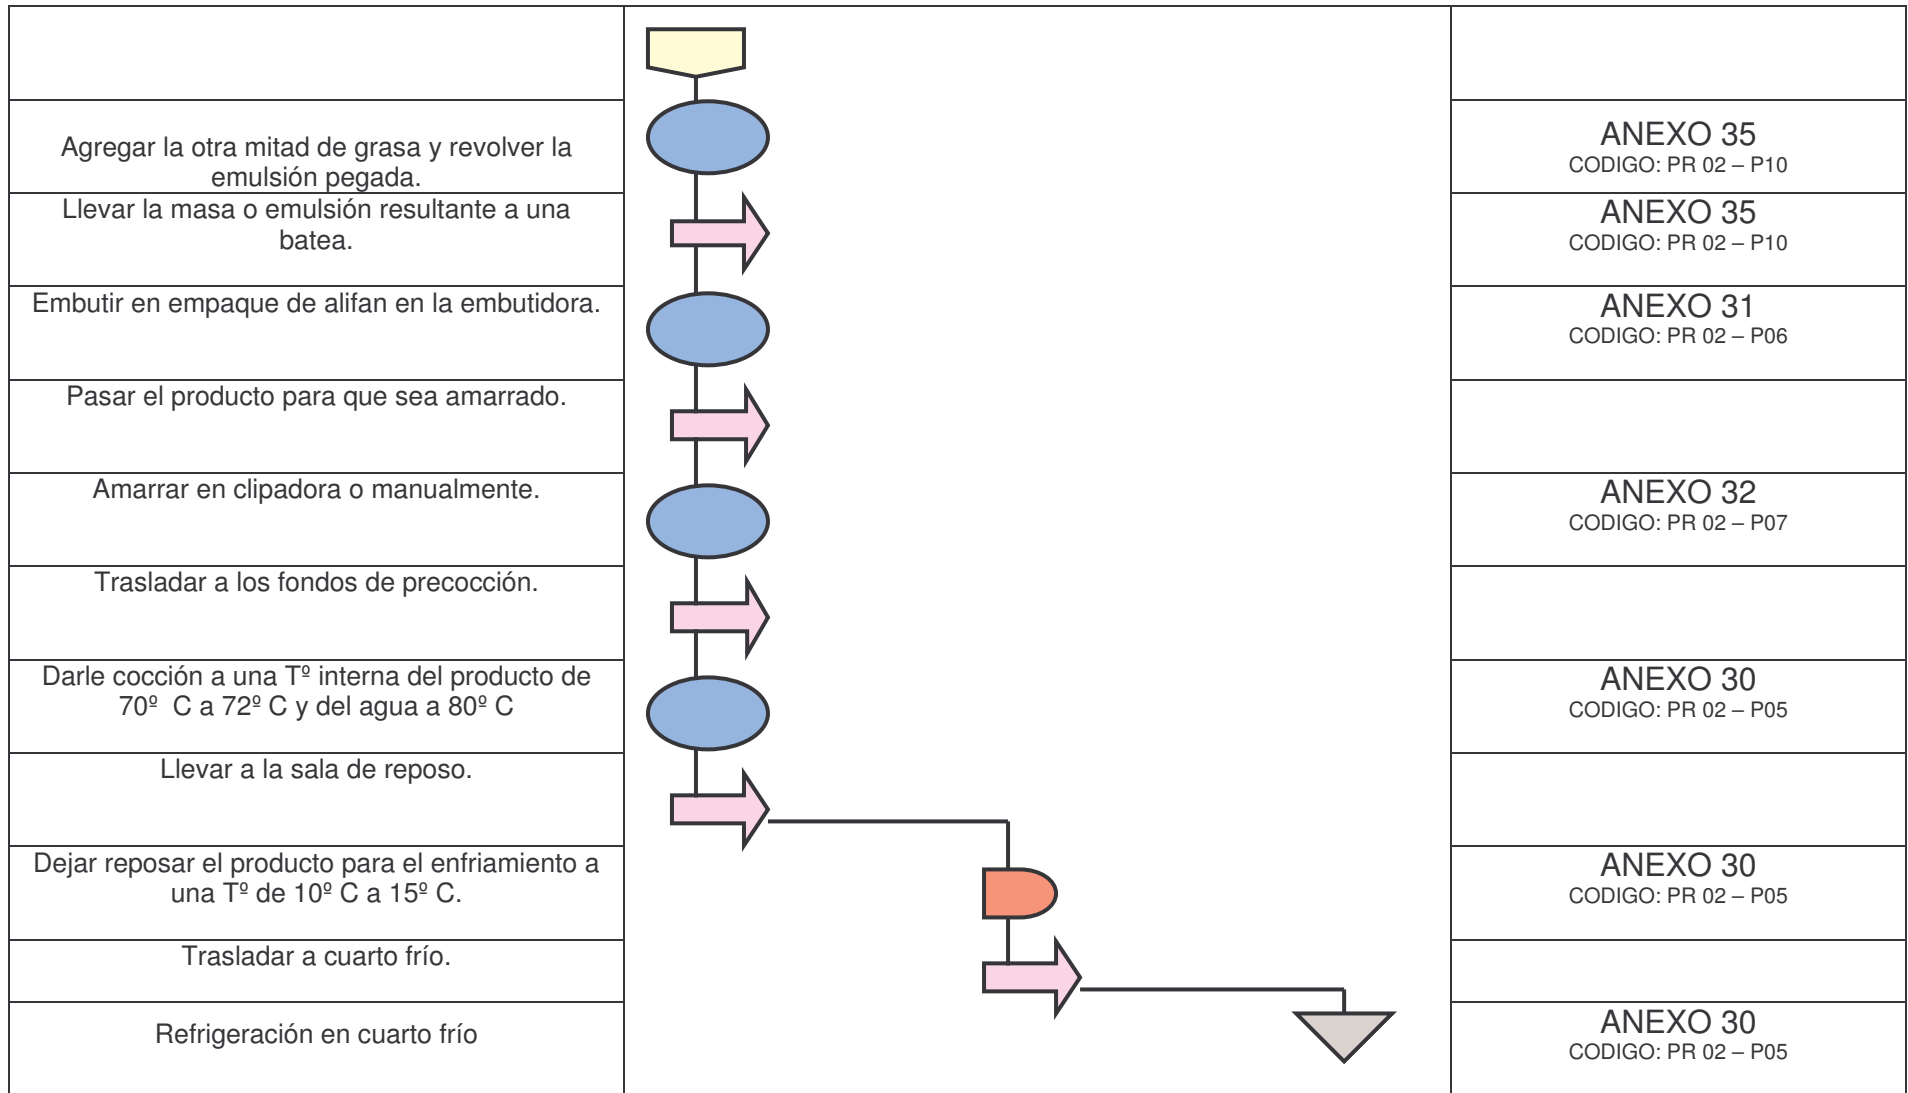 Agregar la otra mitad de grasa y revolver la
emulsión pegada.
ANEXO 35
CODIGO: PR 02 – P10
Llevar la masa o emulsión resultante a una
batea.
ANEXO 35
CODIGO: PR 02 – P10
Embutir en empaque de alifan en la embutidora.
ANEXO 31
CODIGO: PR 02 – P06
Pasar el producto para que sea amarrado.
Amarrar en clipadora o manualmente.
ANEXO 32
CODIGO: PR 02 – P07
Trasladar a los fondos de precocción.
Darle cocción a una Tº interna del producto de
70º  C a 72º C y del agua a 80º C
ANEXO 30
CODIGO: PR 02 – P05
Llevar a la sala de reposo.
Dejar reposar el producto para el enfriamiento a
una Tº de 10º C a 15º C.
ANEXO 30
CODIGO: PR 02 – P05
Trasladar a cuarto frío.
Refrigeración en cuarto frío
ANEXO 30
CODIGO: PR 02 – P05